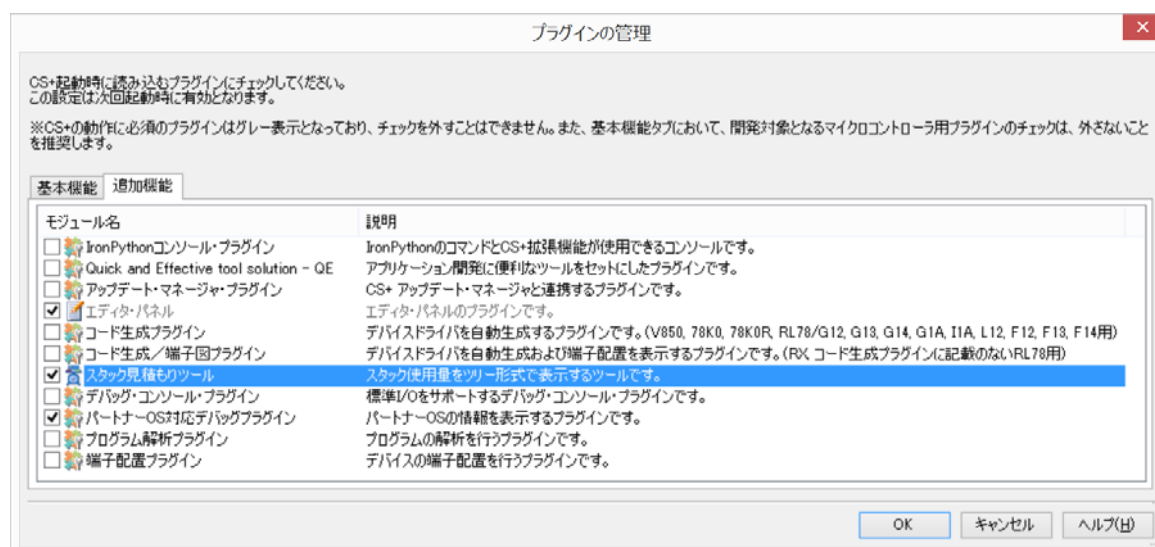 プラグインの管理
CS+起動時に読み込むプラグインにチェックしてください。
この設定は次回起動時に有効となります。
※CS+の動作に必須のプラグインはグレー表示となっており、チェックを外すことはできません。また、基本機能タブにおいて、開発対象となるマイクロコントローラ用プラグインのチェックは、外さないこと
を推奨します。
基本機能 追加機能
モジュール名 説明
IronPythonコンソール・プラグイン IronPythonのコマンドとCS+拡張機能が使用できるコンソールです。
Quick and Effective tool solution - QE アプリケーション開発に便利なツールをセットにしたプラグインです。
アップデート・マネージャ・プラグイン CS+ アップデート・マネージャと連携するプラグインです。
エディタ・パネル エディタ・パネルのプラグインです。
コード生成プラグイン デバイスドライバを自動生成するプラグインです。(V850, 78K0, 78K0R, RL78/G12, G13, G14, G1A, I1A, L12, F12, F13, F14用)
コード生成/端子図プラグイン デバイスドライバを自動生成および端子配置を表示するプラグインです。(RX, コード生成プラグインに記載のないRL78用)
スタック見積もりツール スタック使用量をツリー形式で表示するツールです。
デバッグ・コンソール・プラグイン 標準I/Oをサポートするデバッグ・コンソール・プラグインです。
パートナーOS対応デバッグプラグイン パートナーOSの情報を表示するプラグインです。
プログラム解析プラグイン プログラムの解析を行うプラグインです。
端子配置プラグイン デバイスの端子配置を行うプラグインです。
OK キャンセル ヘルプ(H)